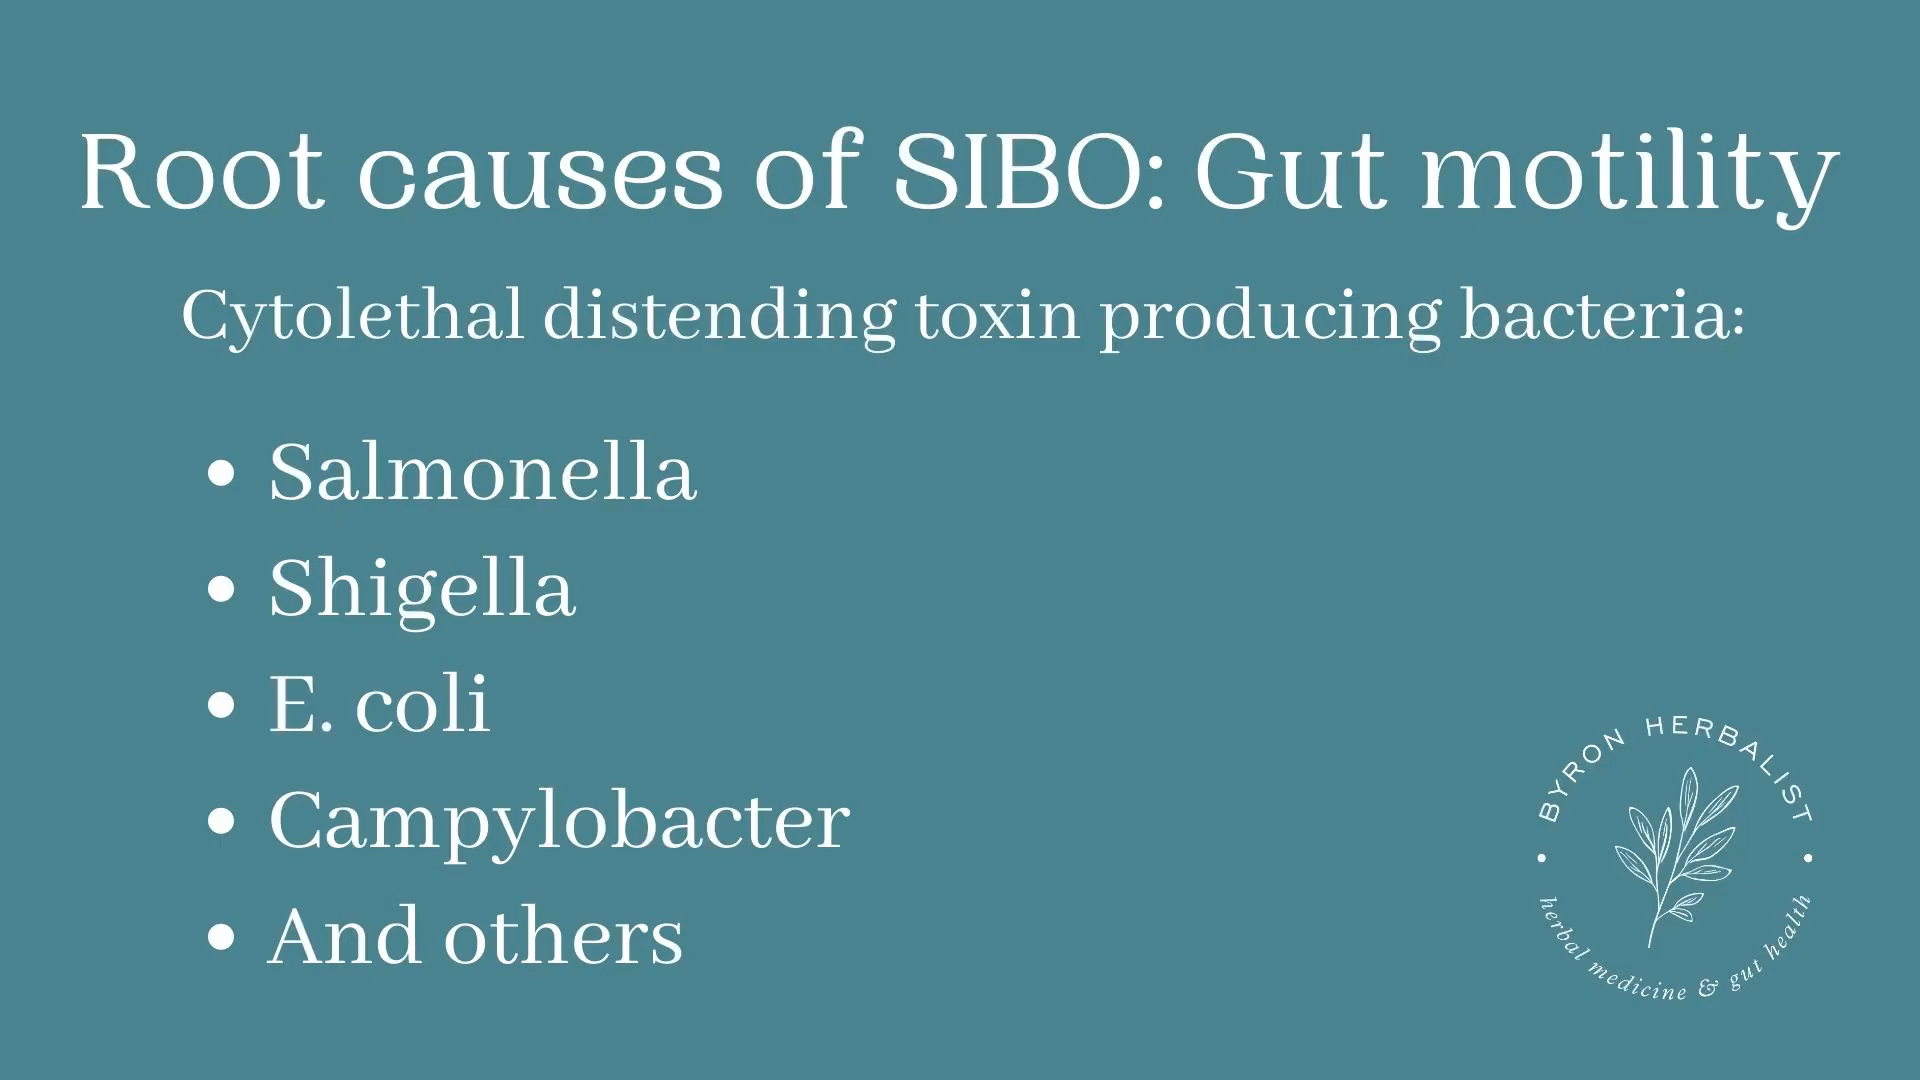 Root causes of SIBO: Gut motility
Cytolethal distending toxin producing bacteria:
• Salmonella
• Shigella
• E. coli
• Campylobacter
• And others
BYRON HERBALIST
herbal medicine & gut health